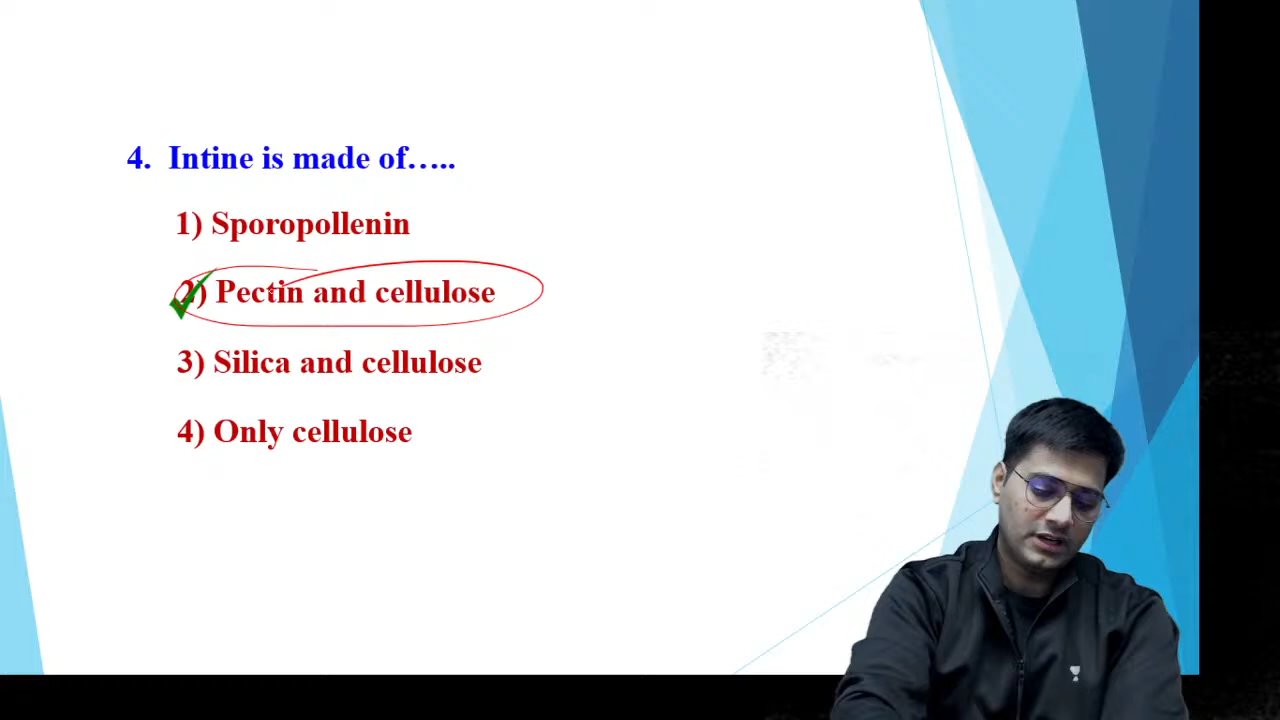 4. Intine is made of…..
1) Sporopollenin
2) Pectin and cellulose
3) Silica and cellulose
4) Only cellulose